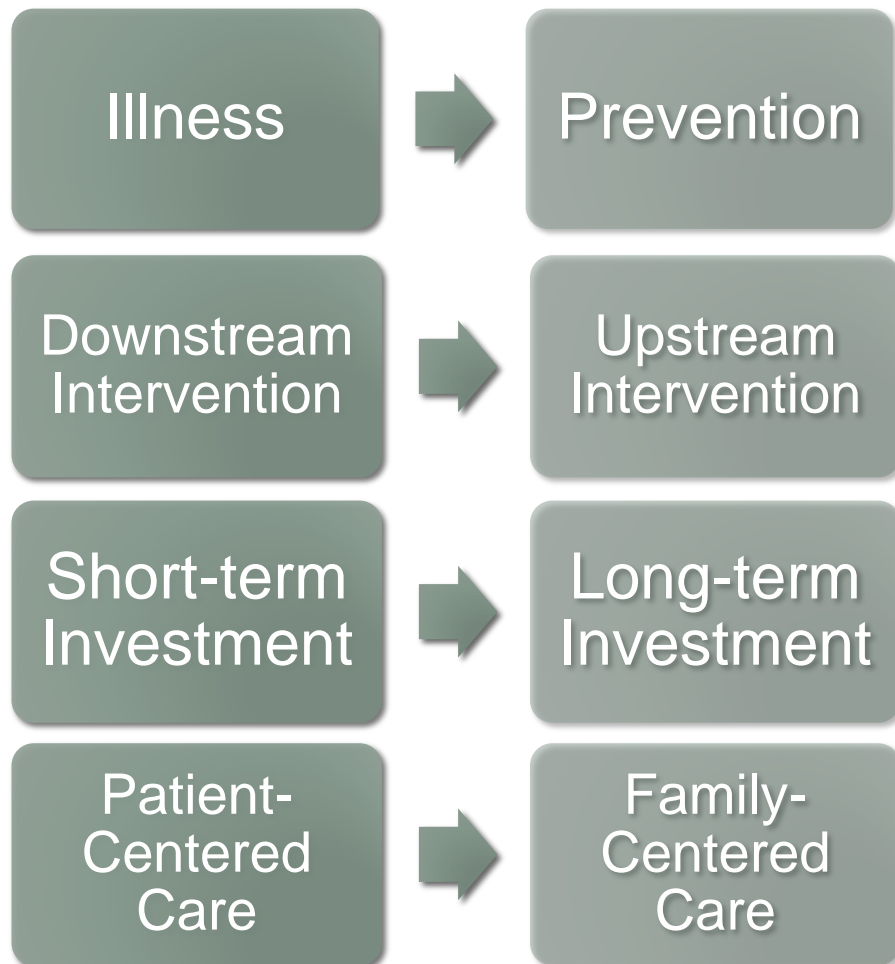 Illness
Prevention
Downstream
Intervention
Upstream
Intervention
Short-term
Investment
Long-term
Investment
Patient-
Centered
Care
Family-
Centered
Care